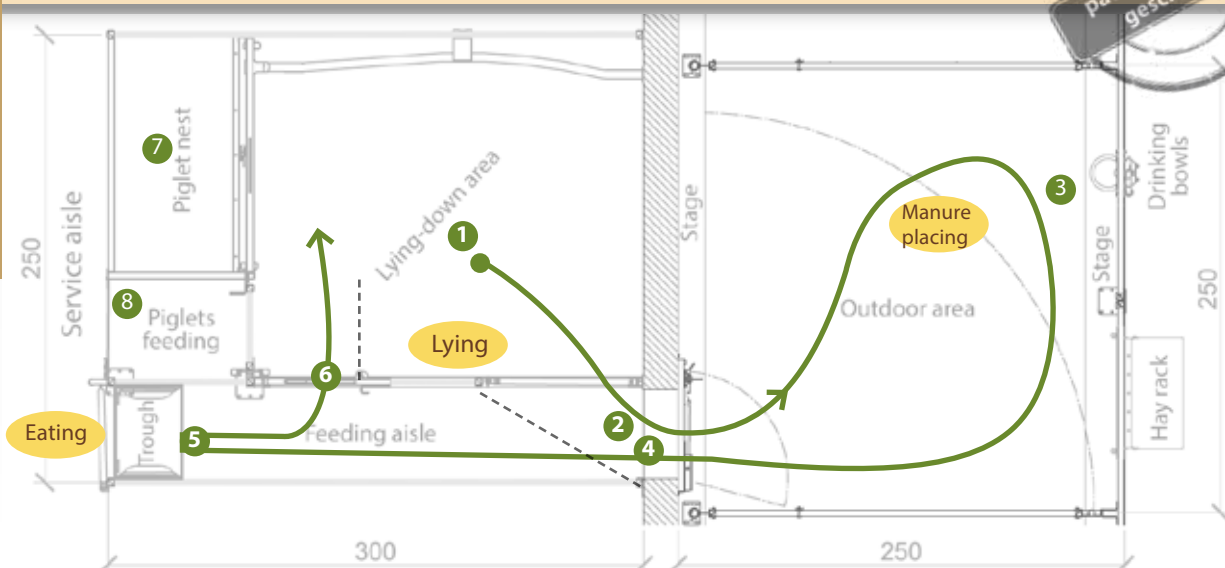 gesc
Service aisle
250
7
Piglet nest
8
Piglets
feeding
Eating
Trough
5
6
Feeding aisle
Lying-down area
1
Lying
2
4
Stage
Manure
placing
3
Outdoor area
Drinking
bowls
Stage
Hay rack
250
300
250